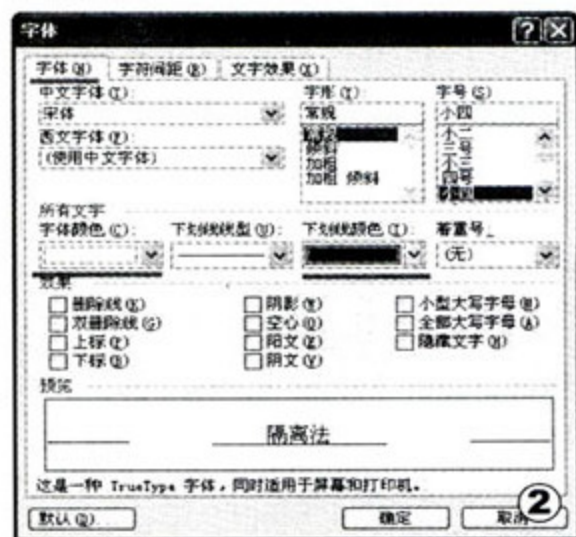 字体
字体(N) 字符间距(R) 文字效果(X)
中文字体(T): 字形(Y): 字号(S)
宋体 常规 小四
西文字体(F): 小二
(使用中文字体) 倾斜 三号
加粗 小三
加粗 倾斜 四号
所有文字
字体颜色(C): 下划线线型(U): 下划线颜色(I): 着重号
(无)
效果
删除线(K) 阴影(W) 小型大写字母(M)
双删除线(G) 空心(O) 全部大写字母(A)
上标(P) 阳文(E) 隐藏文字(H)
下标(B) 阴文(V)
预览
隔离法
这是一种 TrueType 字体，同时适用于屏幕和打印机。
默认(D)... 确定 取消
2